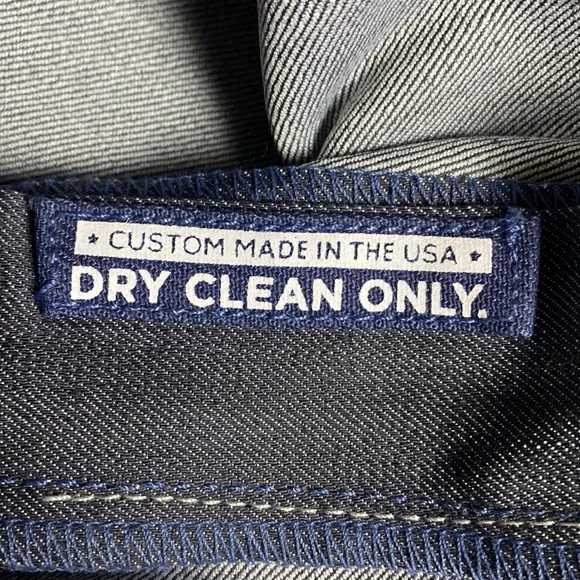 * CUSTOM MADE IN THE USA *
DRY CLEAN ONLY.